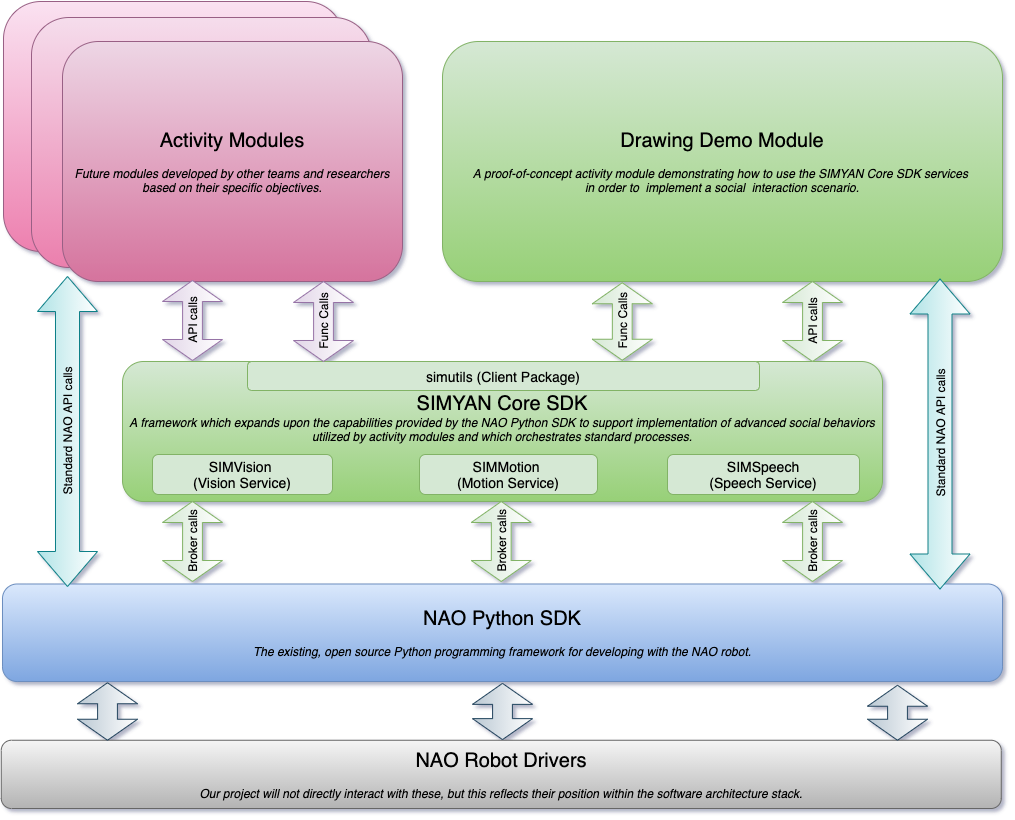 Activity Modules
Future modules developed by other teams and researchers
based on their specific objectives.
Drawing Demo Module
A proof-of-concept activity module demonstrating how to use the SIMYAN Core SDK services
in order to implement a social interaction scenario.
Standard NAO API calls
API calls
Func Calls
Func Calls
API calls
Standard NAO API calls
simutils (Client Package)
SIMYAN Core SDK
A framework which expands upon the capabilities provided by the NAO Python SDK to support implementation of advanced social behaviors
utilized by activity modules and which orchestrates standard processes.
SIMVision
(Vision Service)
SIMMotion
(Motion Service)
SIMSpeech
(Speech Service)
Broker calls
Broker calls
Broker calls
NAO Python SDK
The existing, open source Python programming framework for developing with the NAO robot.
NAO Robot Drivers
Our project will not directly interact with these, but this reflects their position within the software architecture stack.